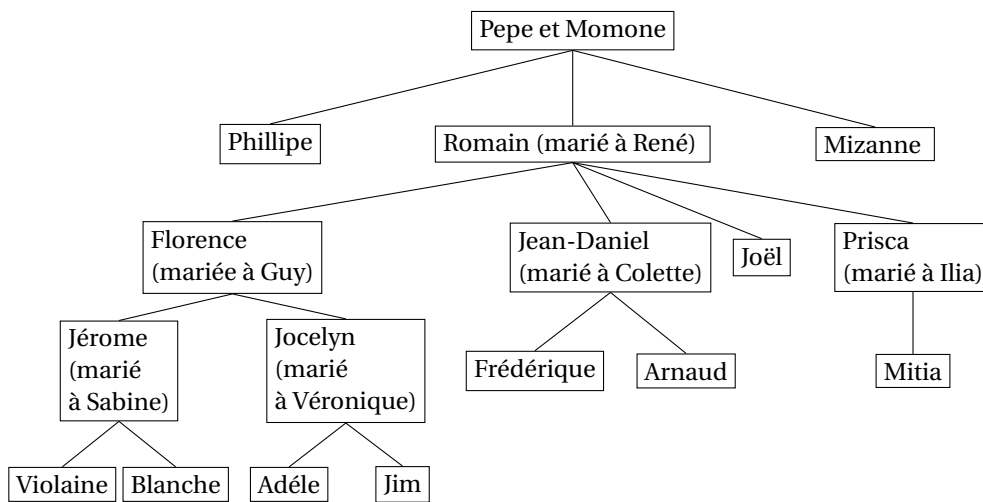 Pepe et Momone
Phillipe
Romain (marié à René)
Mizanne
Florence
(mariée à Guy)
Jean-Daniel
(marié à Colette)
Joël
Prisca
(marié à Ilia)
Jérome
(marié
à Sabine)
Jocelyn
(marié
à Véronique)
Frédérique
Arnaud
Mitia
Violaine
Blanche
Adéle
Jim